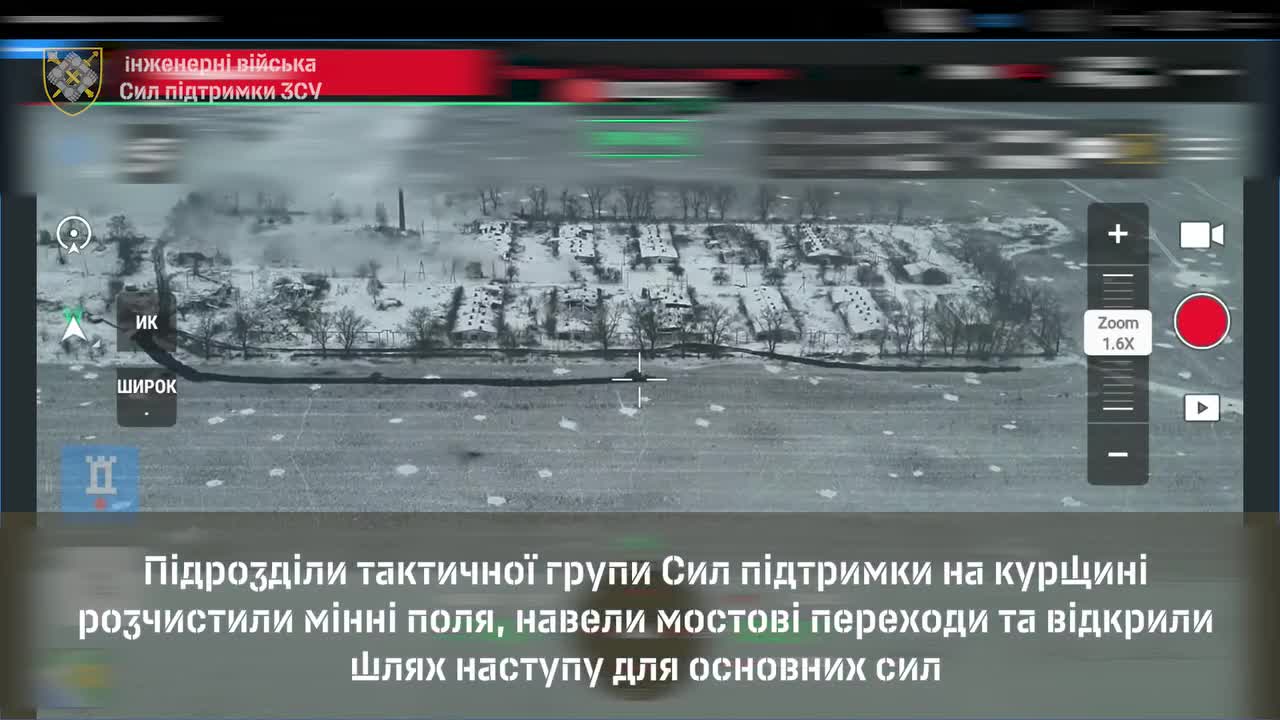 інженерні війська
Сил підтримки ЗСУ
ИК
ШИРОК
+
Zoom
1.6X
−
Підрозділи тактичної групи Сил підтримки на курщині
розчистили мінні поля, навели мостові переходи та відкрили
шлях наступу для основних сил